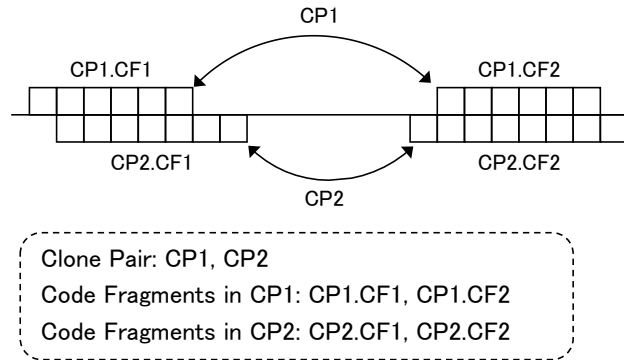 CP1
CP1.CF1 CP1.CF2
CP2.CF1 CP2.CF2
CP2
Clone Pair: CP1, CP2
Code Fragments in CP1: CP1.CF1, CP1.CF2
Code Fragments in CP2: CP2.CF1, CP2.CF2